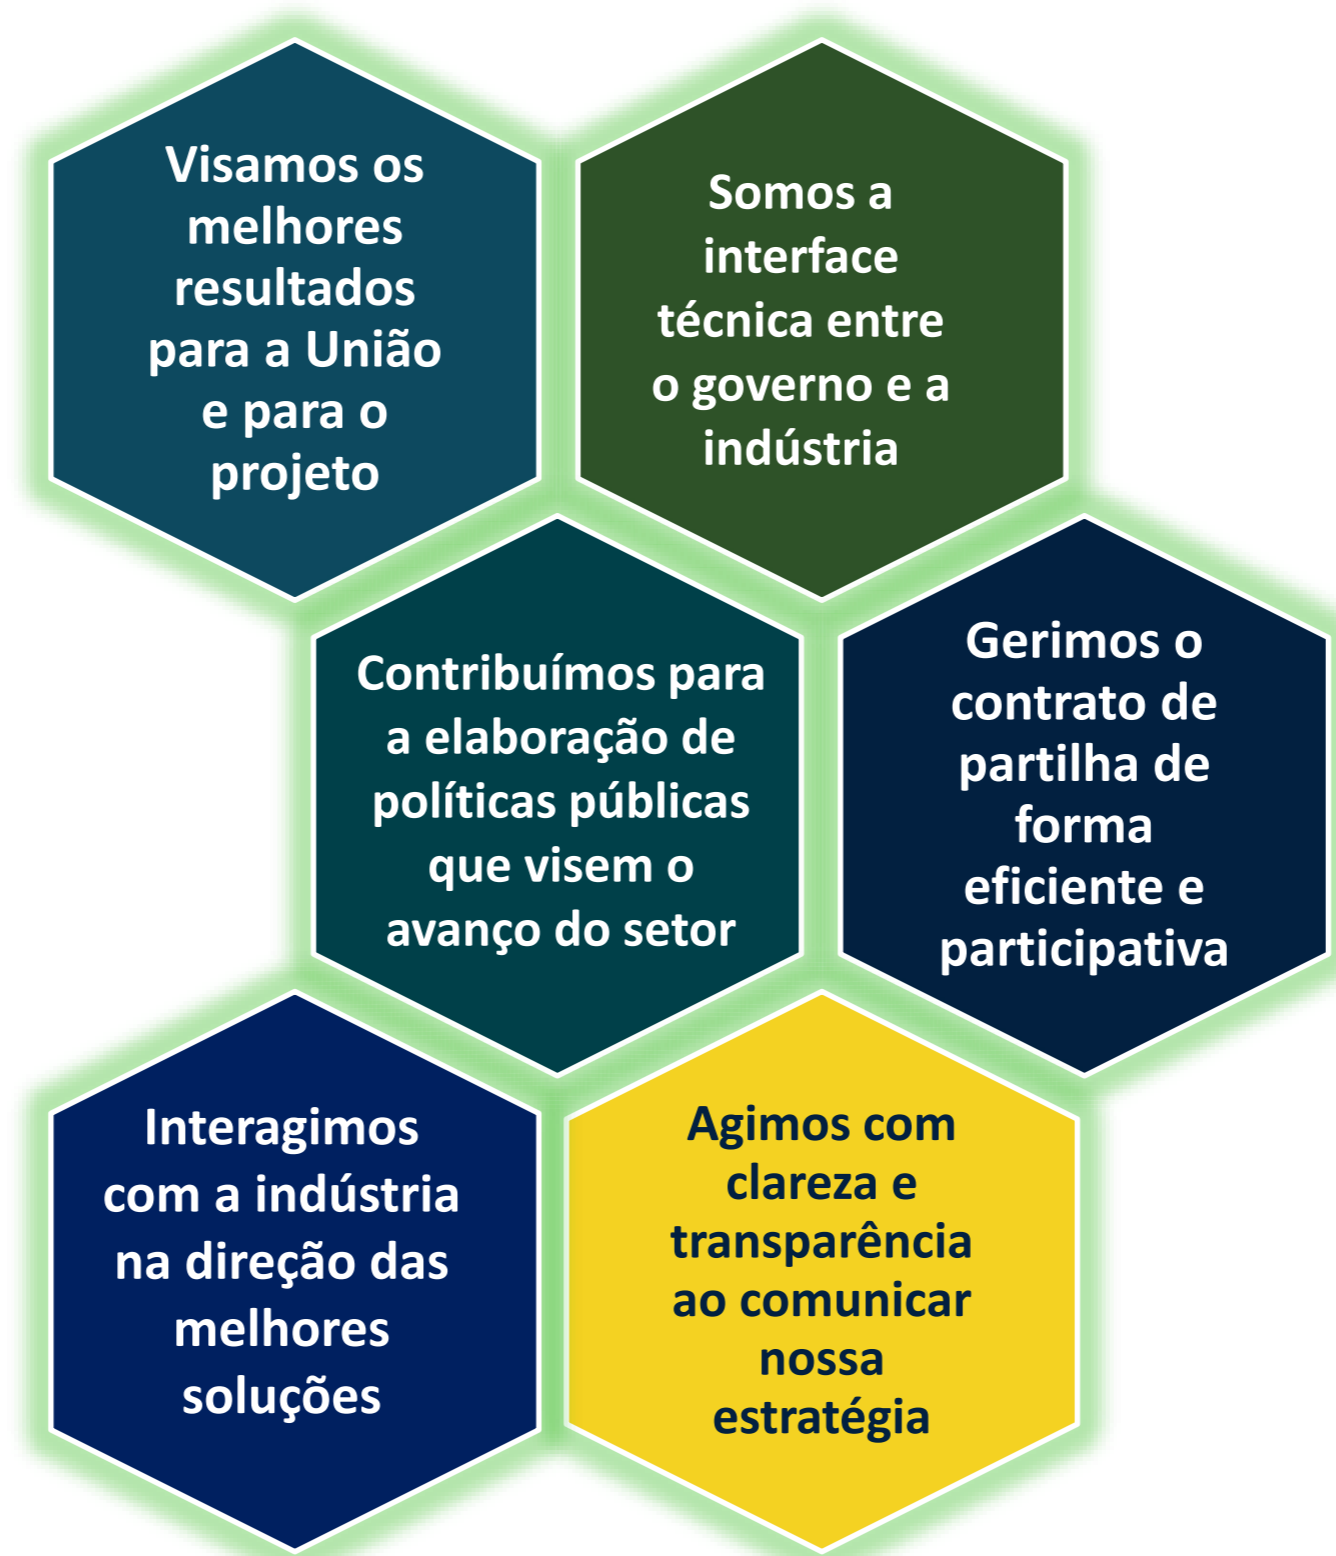 Visamos os
melhores
resultados
para a União
e para o
projeto
Somos a
interface
técnica entre
o governo e a
indústria
Contribuímos para
a elaboração de
políticas públicas
que visem o
avanço do setor
Gerimos o
contrato de
partilha de
forma
eficiente e
participativa
Interagimos
com a indústria
na direção das
melhores
soluções
Agimos com
clareza e
transparência
ao comunicar
nossa
estratégia